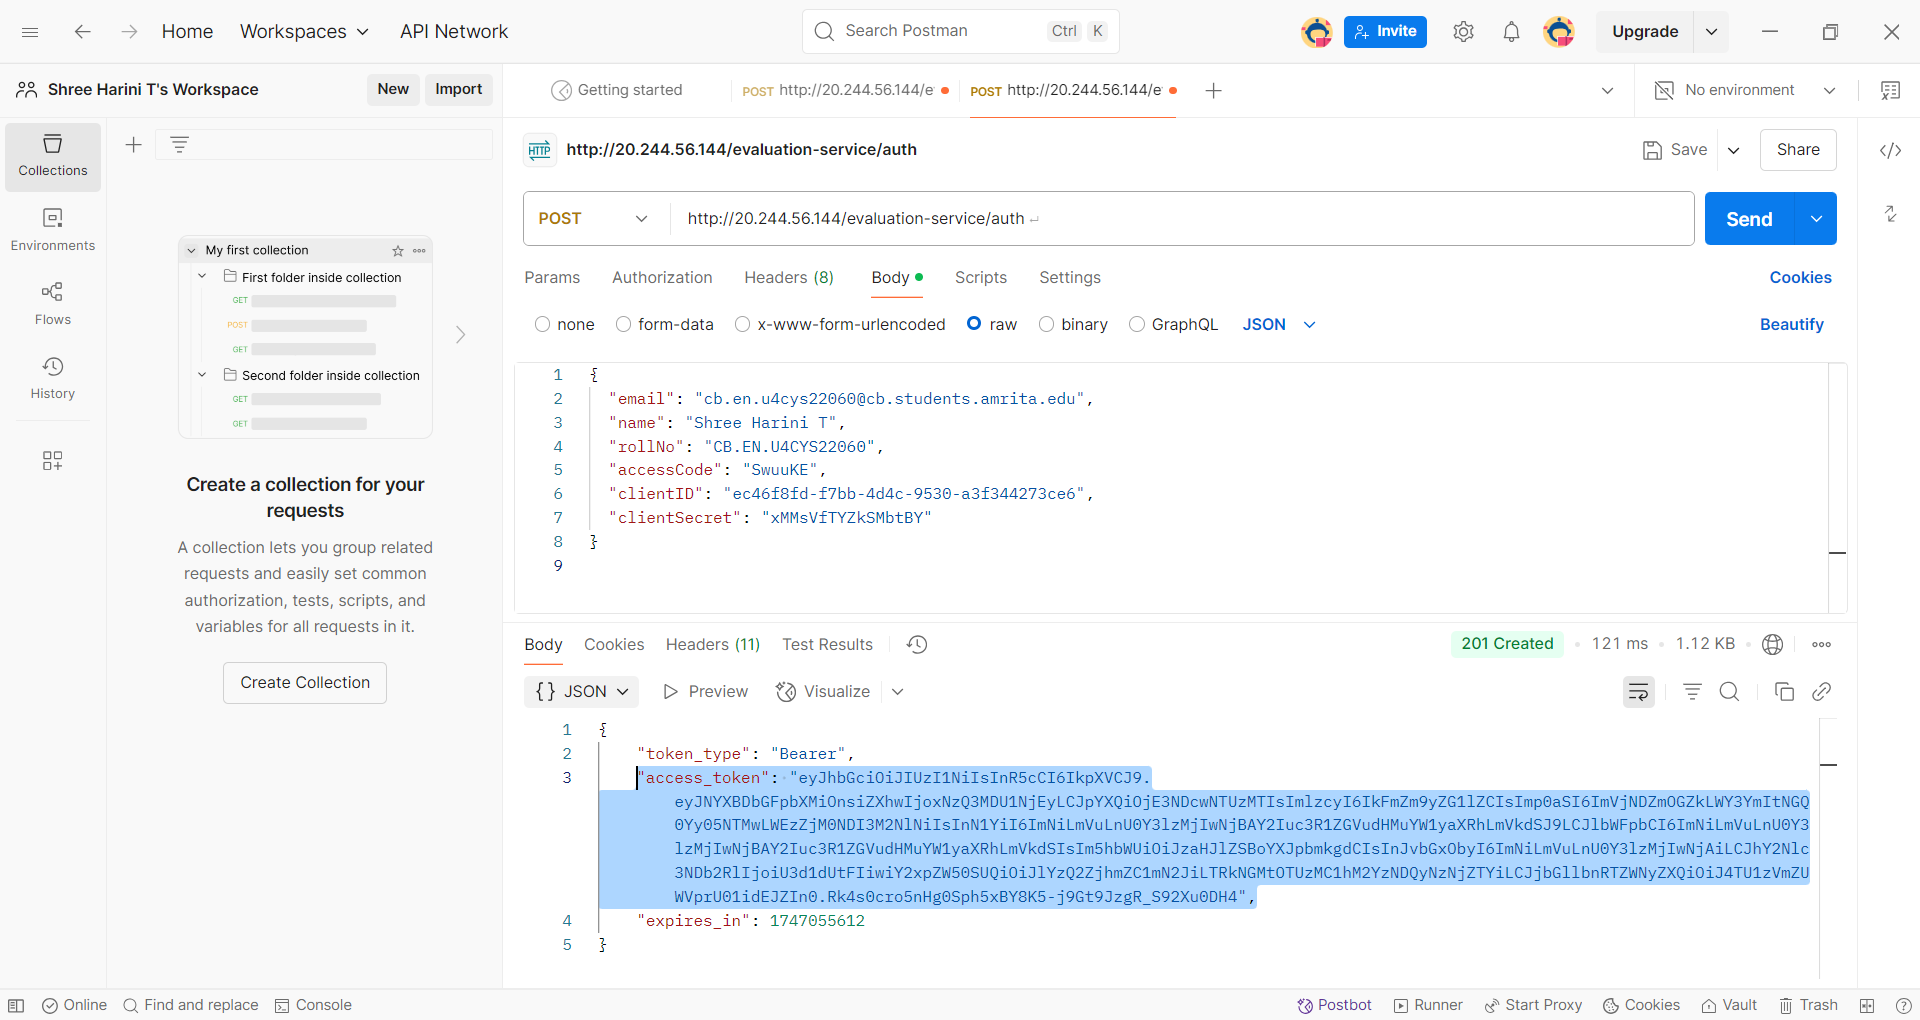 Home
Workspaces
API Network
Search Postman
Ctrl
K
Invite
Upgrade
Shree Harini T's Workspace
New
Import
Getting started
POST http://20.244.56.144/e
POST http://20.244.56.144/e
No environment
Collections
Environments
Flows
History
My first collection
First folder inside collection
GET
POST
GET
Second folder inside collection
GET
GET
Create a collection for your
requests
A collection lets you group related
requests and easily set common
authorization, tests, scripts, and
variables for all requests in it.
Create Collection
HTTP
http://20.244.56.144/evaluation-service/auth
Save
Share
POST
http://20.244.56.144/evaluation-service/auth
Send
Params
Authorization
Headers (8)
Body
Scripts
Settings
Cookies
none
form-data
x-www-form-urlencoded
raw
binary
GraphQL
JSON
Beautify
1 {
2 "email": "cb.en.u4cys22060@cb.students.amrita.edu",
3 "name": "Shree Harini T",
4 "rollNo": "CB.EN.U4CYS22060",
5 "accessCode": "SwuuKE",
6 "clientID": "ec46f8fd-f7bb-4d4c-9530-a3f344273ce6",
7 "clientSecret": "xMMsVfTYZkSMbtBY"
8 }
9
Body
Cookies
Headers (11)
Test Results
201 Created
121 ms
1.12 KB
{} JSON
Preview
Visualize
1 {
2 "token_type": "Bearer",
3 "access_token": "eyJhbGciOiJIUzI1NiIsInR5cCI6IkpXVCJ9.
eyJNYXBDbGFpbXMiOnsiZXhwIjoxNzQ3MDU1NjEyLCJpYXQiOjE3NDcwNTUzMTIsImlzcyI6IkFmZm9yZG1lZCIsImp0aSI6ImVjNDZmOGZkLWY3YmItNGQ
0Yy05NTMwLWEzZjM0NDI3M2NlNiIsInN1YiI6ImNiLmVuLnU0Y3lzMjIwNjBAY2Iuc3R1ZGVudHMuYW1yaXRhLmVkdSJ9LCJlbWFpbCI6ImNiLmVuLnU0Y3
lzMjIwNjBAY2Iuc3R1ZGVudHMuYW1yaXRhLmVkdSIsIm5hbWUiOiJzaHJlZSBoYXJpbmkgdCIsInJvbGxObyI6ImNiLmVuLnU0Y3lzMjIwNjAiLCJhY2Nlc
3NDb2RlIjoiU3d1dUtFIiwiY2xpZW50SUQiOiJlYzQ2ZjhmZC1mN2JiLTRkNGMtOTUzMC1hM2YzNDQyNzNjZTYiLCJjbGllbnRTZWNyZXQiOiJ4TU1zVmZU
WVprU01idEJZIn0.Rk4s0cro5nHg0Sph5xBY8K5-j9Gt9JzgR_S92Xu0DH4",
4 "expires_in": 1747055612
5 }
Online
Find and replace
Console
Postbot
Runner
Start Proxy
Cookies
Vault
Trash